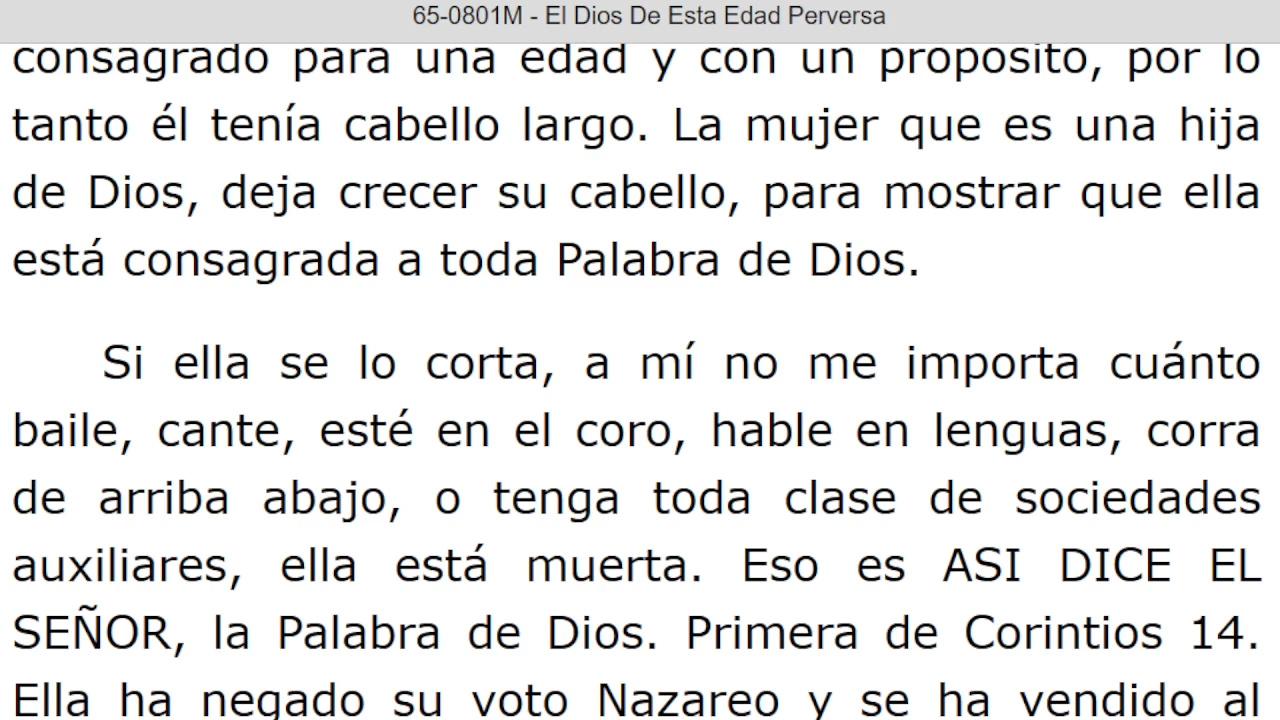 65-0801M - El Dios De Esta Edad Perversa
consagrado para una edad y con un propósito, por lo
tanto él tenía cabello largo. La mujer que es una hija
de Dios, deja crecer su cabello, para mostrar que ella
está consagrada a toda Palabra de Dios.
Si ella se lo corta, a mí no me importa cuánto
baile, cante, esté en el coro, hable en lenguas, corra
de arriba abajo, o tenga toda clase de sociedades
auxiliares, ella está muerta. Eso es ASI DICE EL
SEÑOR, la Palabra de Dios. Primera de Corintios 14.
Ella ha negado su voto Nazareo y se ha vendido al